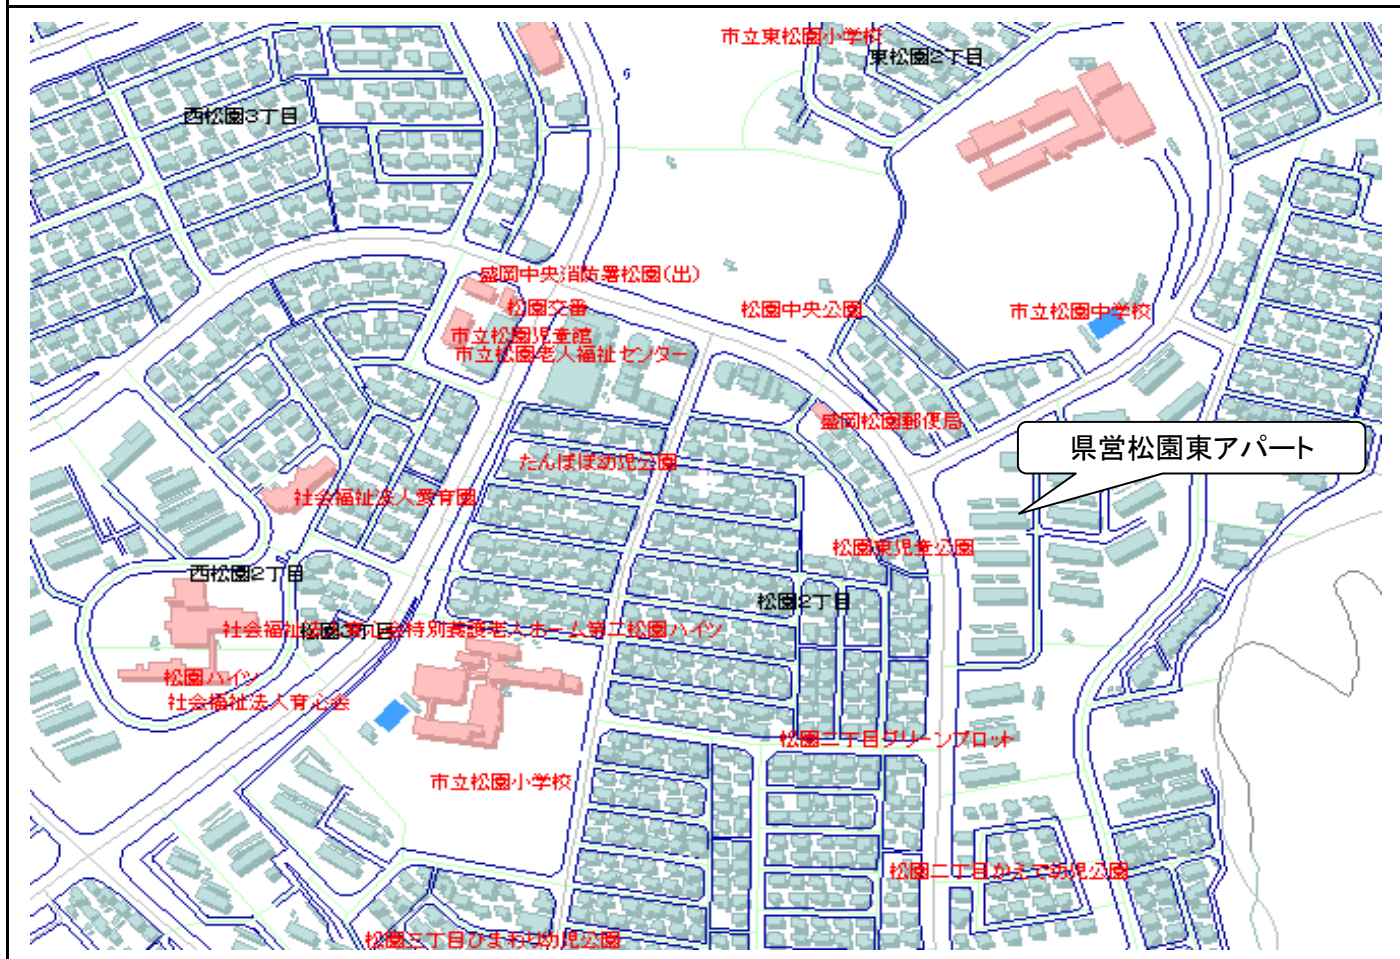 市立東松園小学校
東松園2丁目
西松園3丁目
盛岡中央消防署松園(出)
松園交番
松園中央公園
市立松園中学校
市立松園児童館
市立松園老人福祉センター
盛岡松園郵便局
県営松園東アパート
たんぽぽ幼児公園
社会福祉法人愛育園
松園東児童公園
西松園2丁目
松園2丁目
松園3丁目
特別養護老人ホーム第二松園ハイツ
松園ハイツ
社会福祉法人育心会
松園二丁目グリーンプロット
市立松園小学校
松園二丁目かえで幼児公園
松園三丁目ひまわり幼児公園